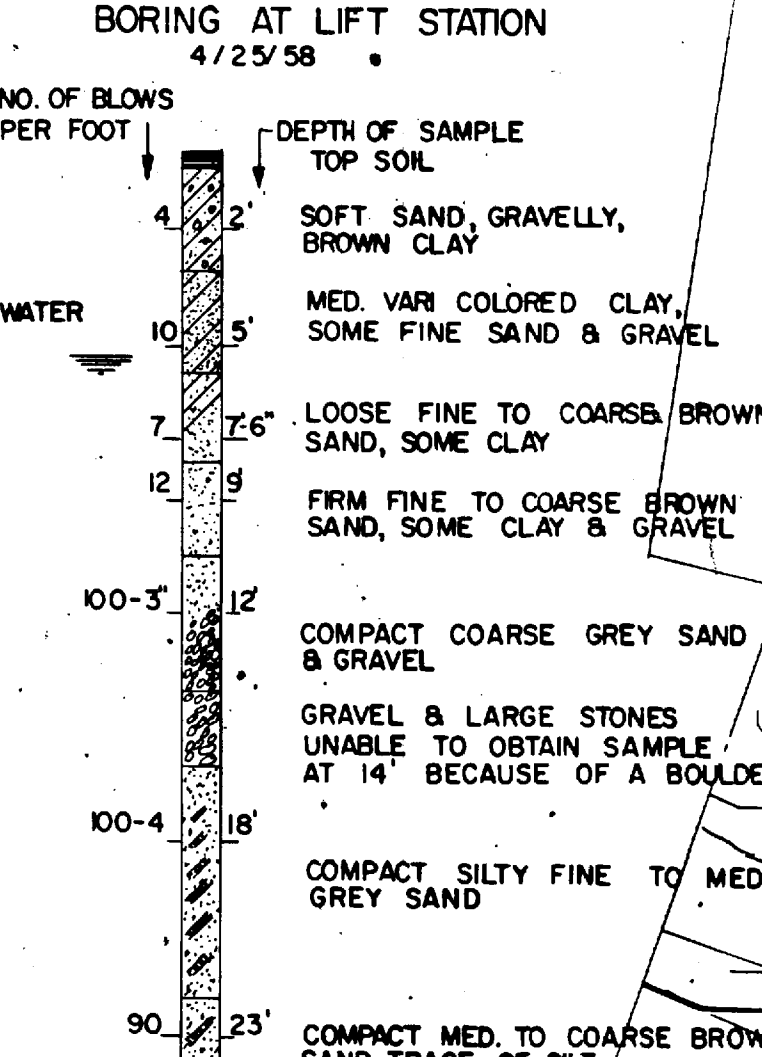 BORING AT LIFT STATION
4/25/58
NO. OF BLOWS
PER FOOT
DEPTH OF SAMPLE
TOP SOIL
4 2' SOFT SAND, GRAVELLY,
BROWN CLAY
WATER
MED. VARI COLORED CLAY,
10 5' SOME FINE SAND & GRAVEL
7 7'-6" LOOSE FINE TO COARSE BROWN
SAND, SOME CLAY
12 9' FIRM FINE TO COARSE BROWN
SAND, SOME CLAY & GRAVEL
100-3" 12'
COMPACT COARSE GREY SAND
& GRAVEL
GRAVEL & LARGE STONES
UNABLE TO OBTAIN SAMPLE
AT 14' BECAUSE OF A BOULDE
100-4 18'
COMPACT SILTY FINE TO MED
GREY SAND
90 23' COMPACT MED. TO COARSE BROW
SAND TRACE OF SILT